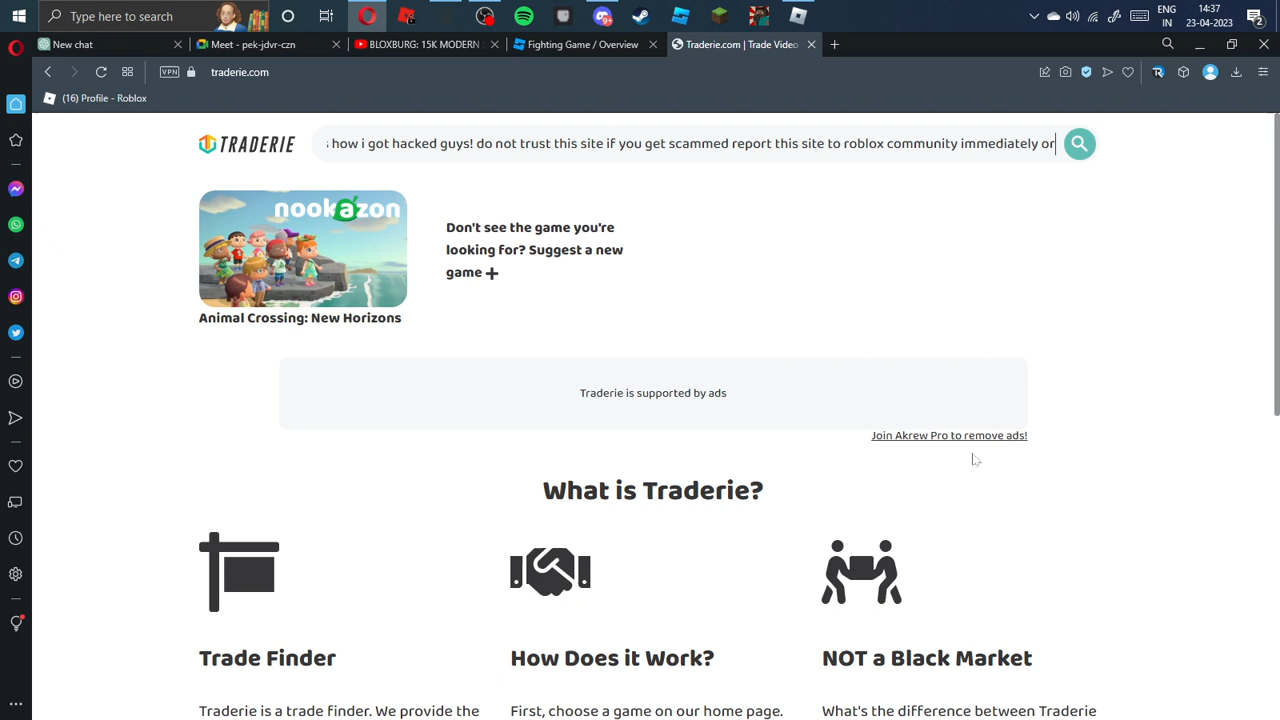 Type here to search
ENG
IN
14:37
23-04-2023
2
New chat
Meet - pek-jdvr-czn
BLOXBURG: 15K MODERN
Fighting Game / Overview
Traderie.com | Trade Video
VPN
traderie.com
(16) Profile - Roblox
TRADERIE
how i got hacked guys! do not trust this site if you get scammed report this site to roblox community immediately or
nookazon
Animal Crossing: New Horizons
Don't see the game you're
looking for? Suggest a new
game +
Traderie is supported by ads
Join Akrew Pro to remove ads!
What is Traderie?
Trade Finder
How Does it Work?
NOT a Black Market
Traderie is a trade finder. We provide the
First, choose a game on our home page.
What's the difference between Traderie